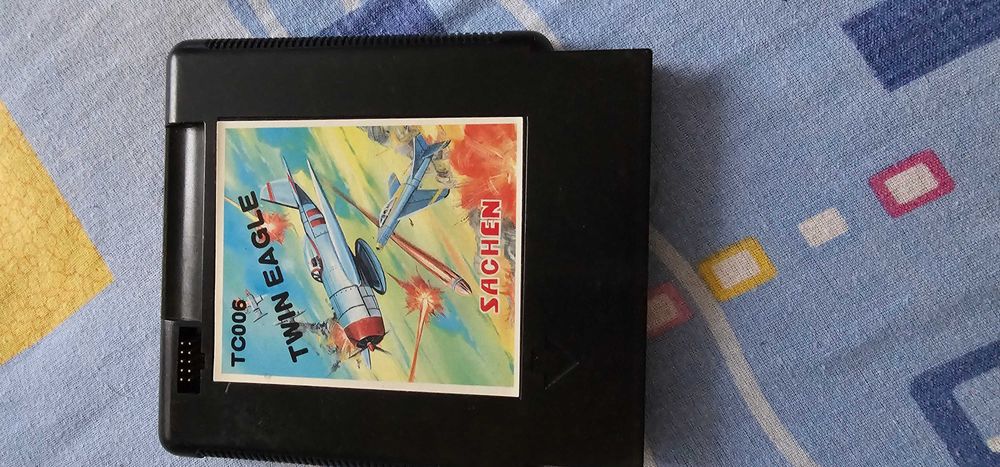 TC006
TWIN EAGLE
SACHEN